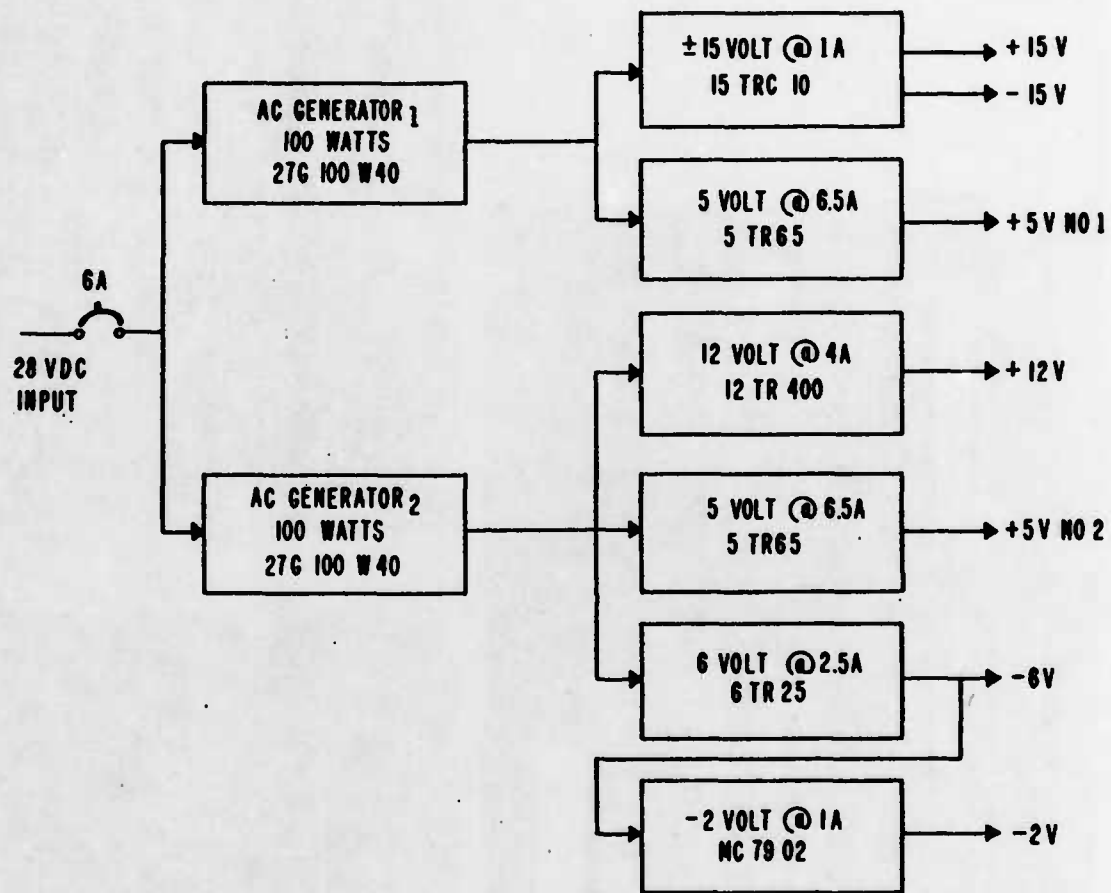 ± 15 VOLT @ 1A
15 TRC 10
+ 15 V
- 15 V
AC GENERATOR 1
100 WATTS
27G 100 W40
5 VOLT @ 6.5A
5 TR65
+ 5 V NO 1
6A
28 VDC
INPUT
12 VOLT @ 4A
12 TR 400
+ 12V
AC GENERATOR 2
100 WATTS
27G 100 W40
5 VOLT @ 6.5A
5 TR65
+5V NO 2
6 VOLT @ 2.5A
6 TR 25
-6V
-2 VOLT @ 1A
MC 79 02
-2V